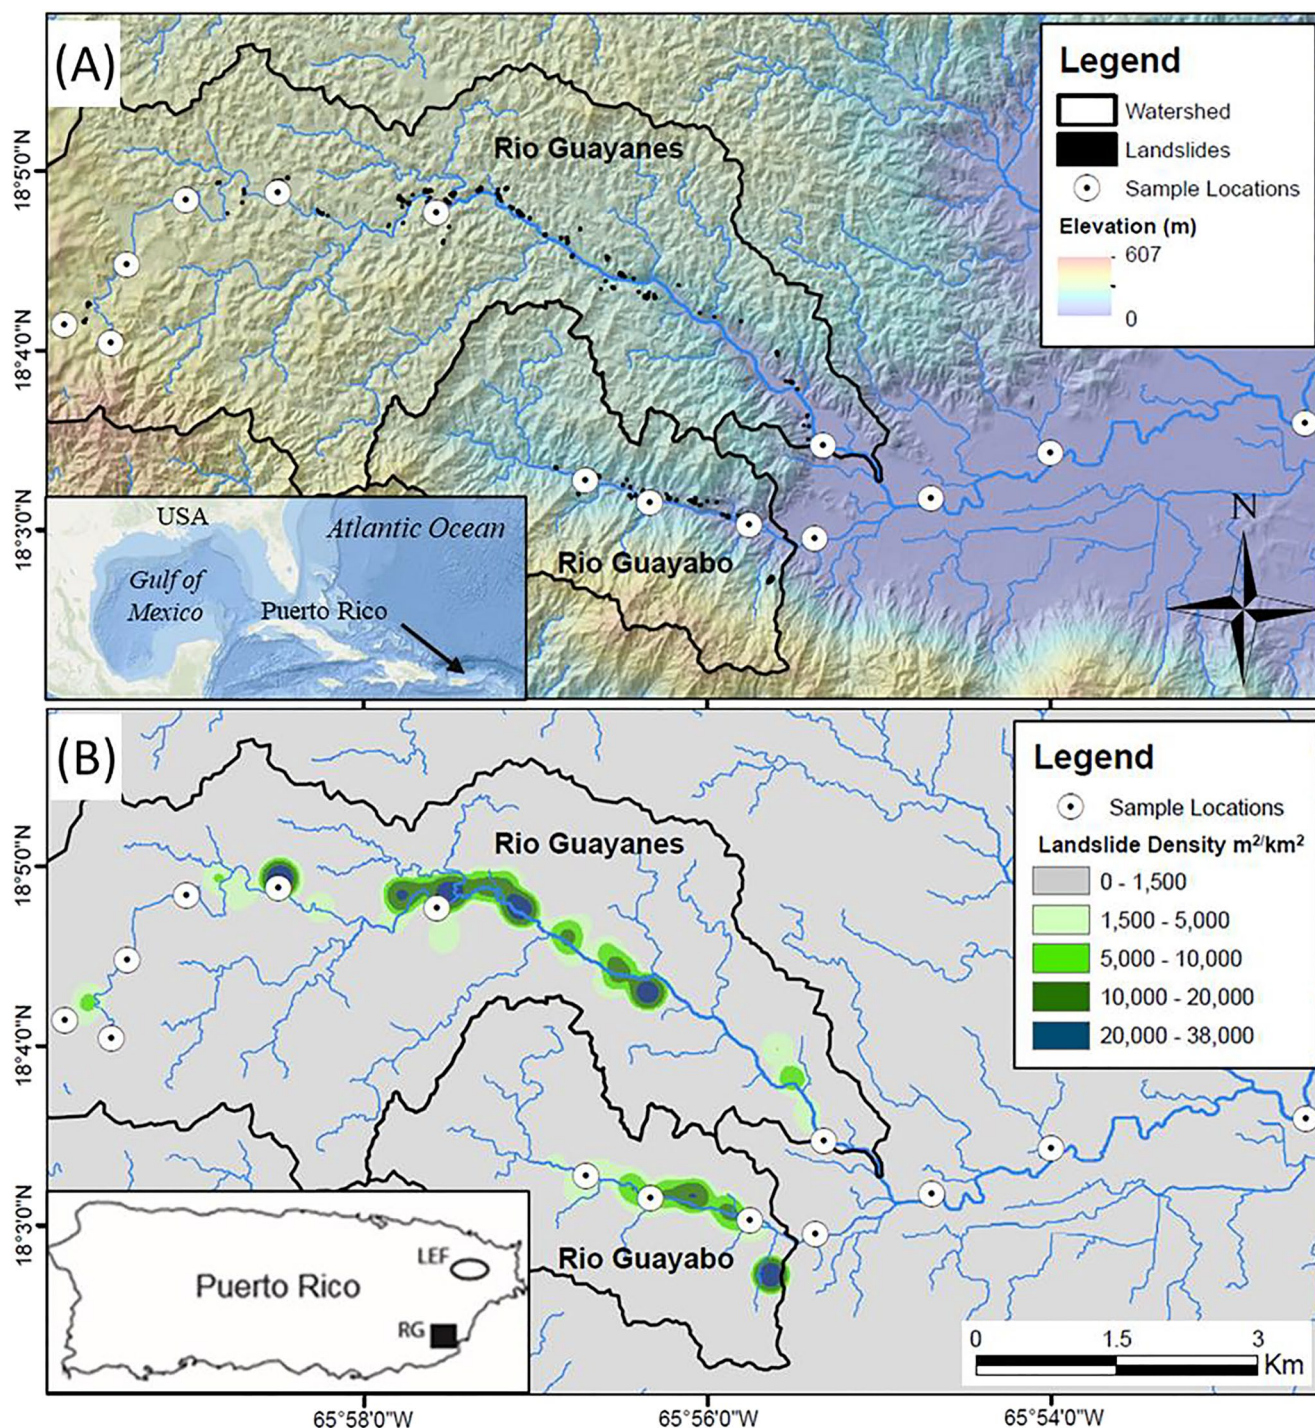 (A)
Legend
Watershed
Landslides
Sample Locations
Elevation (m)
607
0
Rio Guayanes
Rio Guayabo
18°5'0"N
18°4'0"N
18°3'0"N
USA
Atlantic Ocean
Gulf of
Mexico
Puerto Rico
N
(B)
Legend
Sample Locations
Landslide Density m²/km²
0 - 1,500
1,500 - 5,000
5,000 - 10,000
10,000 - 20,000
20,000 - 38,000
Rio Guayanes
Rio Guayabo
18°5'0"N
18°4'0"N
18°3'0"N
LEF
Puerto Rico
RG
0 1.5 3
Km
65°58'0"W 65°56'0"W 65°54'0"W